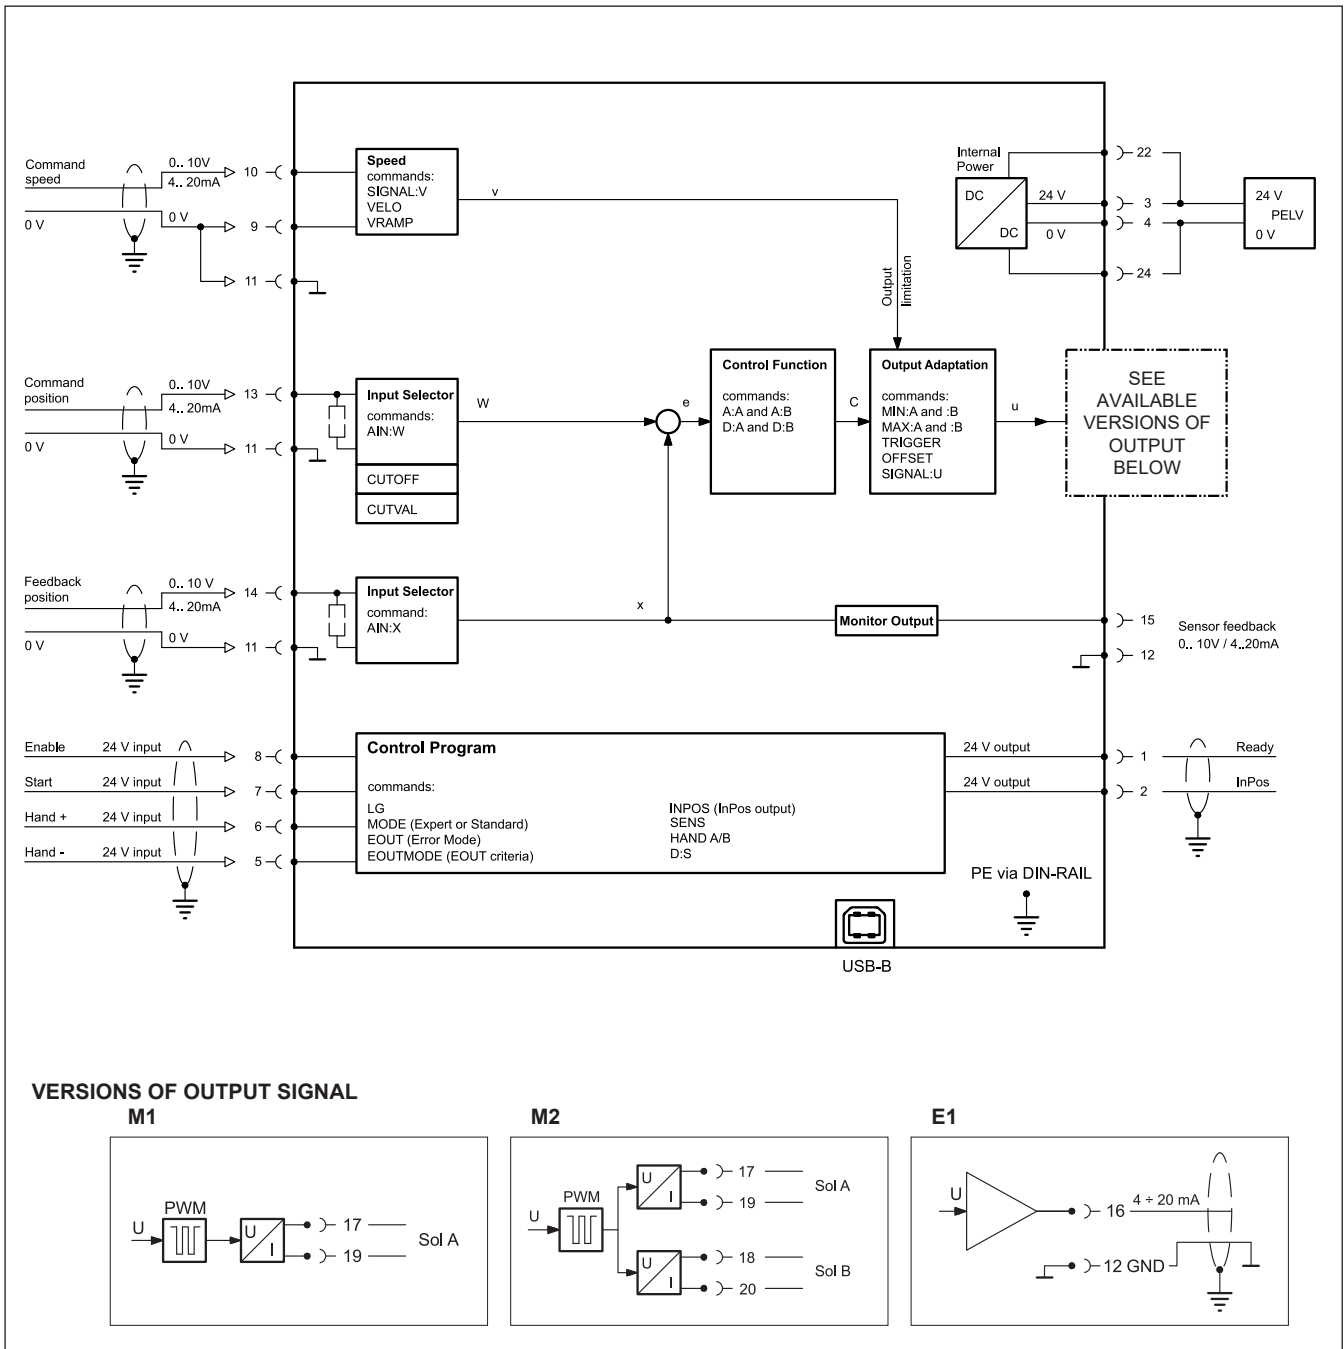 Command
speed
0.. 10V
4.. 20mA
10
0 V
0 V
9
11
Speed
commands:
SIGNAL:V
VELO
VRAMP
v
Output
limitation
Internal
Power
DC
DC
24 V
0 V
22
3
4
24
24 V
PELV
0 V
Command
position
0.. 10V
4.. 20mA
13
0 V
0 V
11
Input Selector
commands:
AIN:W
CUTOFF
CUTVAL
W
e
Control Function
commands:
A:A and A:B
D:A and D:B
C
Output Adaptation
commands:
MIN:A and :B
MAX:A and :B
TRIGGER
OFFSET
SIGNAL:U
u
SEE
AVAILABLE
VERSIONS OF
OUTPUT
BELOW
Feedback
position
0.. 10 V
4.. 20mA
14
0 V
0 V
11
Input Selector
command:
AIN:X
x
Monitor Output
15
12
Sensor feedback
0.. 10V / 4..20mA
Enable 24 V input 8
Start 24 V input 7
Hand + 24 V input 6
Hand - 24 V input 5
Control Program
commands:
LG
MODE (Expert or Standard)
EOUT (Error Mode)
EOUTMODE (EOUT criteria)
INPOS (InPos output)
SENS
HAND A/B
D:S
24 V output 1 Ready
24 V output 2 InPos
PE via DIN-RAIL
USB-B
VERSIONS OF OUTPUT SIGNAL
M1
U
PWM
U
I
17
19
Sol A
M2
U
PWM
U
I
17
19
Sol A
U
I
18
20
Sol B
E1
U
16
4 ÷ 20 mA
12 GND